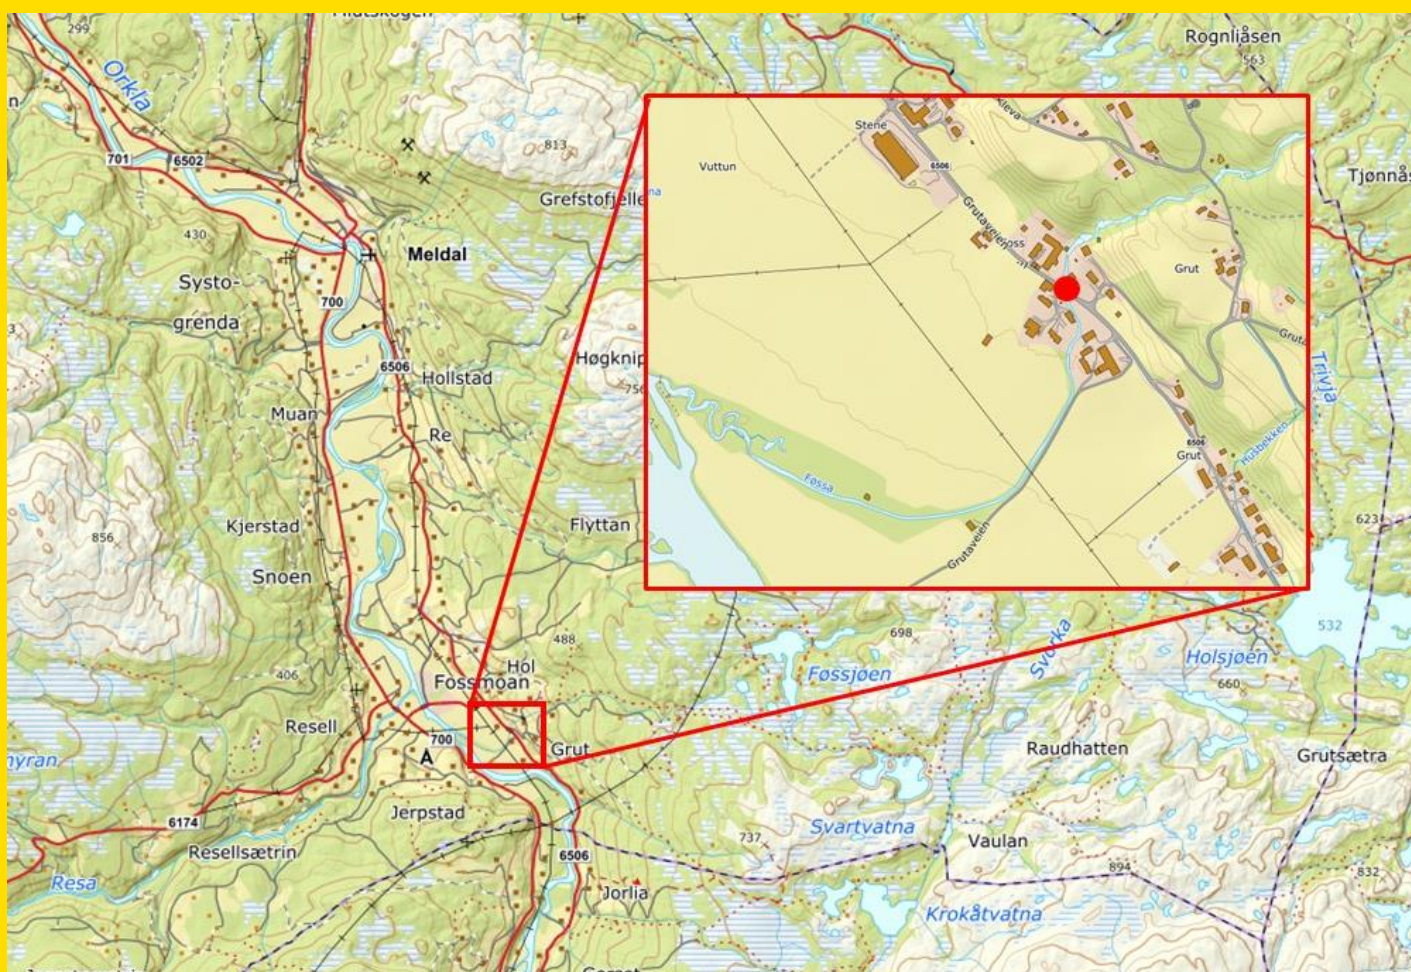 299
Orkla
Rognliåsen
563
701
6502
813
Grefstofjelle
Tjønnås
430
Meldal
Systo-
grenda
700
6506
Hollstad
Høgknip
756
Muan
Re
Trivja
Kjerstad
Flyttan
856
Snoen
623
532
488
698
Svorka
Holsjøen
660
Hol
Fossmoan
Føssjøen
406
Resell
700
Å
Grut
Raudhatten
Grutsætra
Jerpstad
6174
737
Svartvatna
Vaulan
Resellsætrin
6506
894
832
Resa
Jorlia
Krokåtvatna
Stene
Kleva
Vuttun
6506
Grutaveien
Grut
Føssa
Grutaveien
6506
Grut
Husbekken